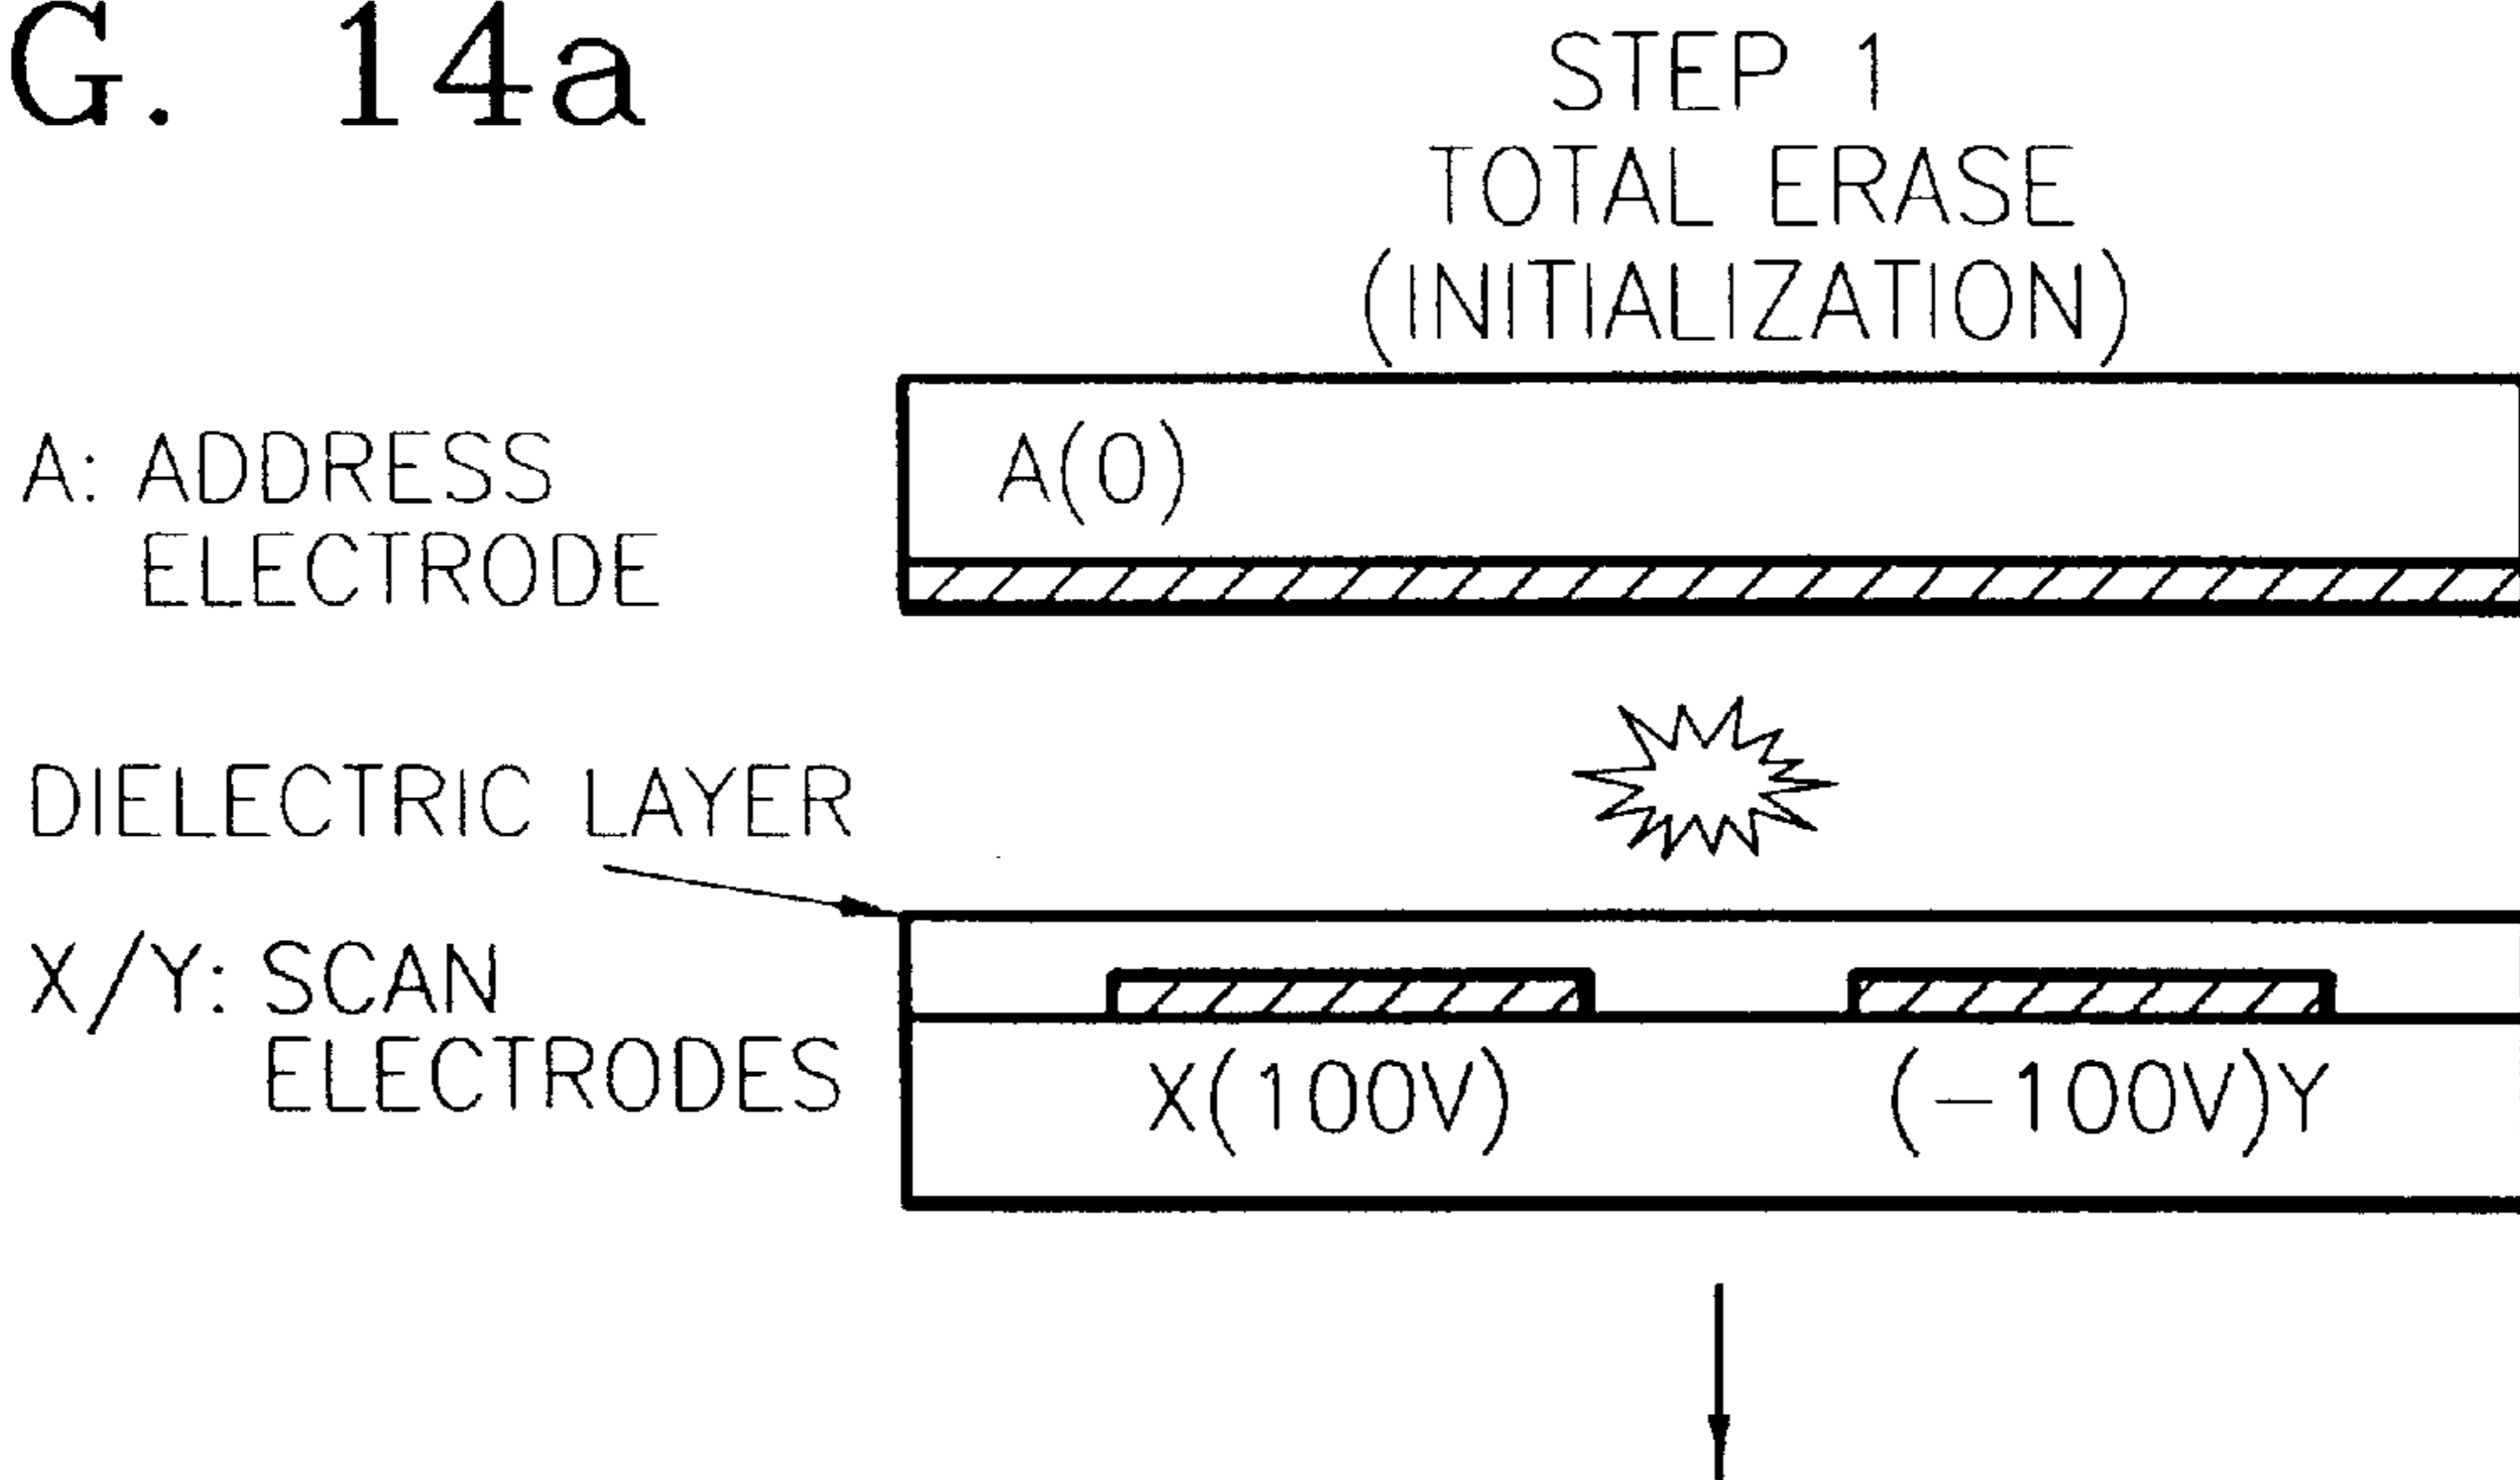 G. 14a
STEP 1
TOTAL ERASE
(INITIALIZATION)
A: ADDRESS
ELECTRODE
A(0)
DIELECTRIC LAYER
X/Y: SCAN
ELECTRODES
X(100V)
(-100V)Y